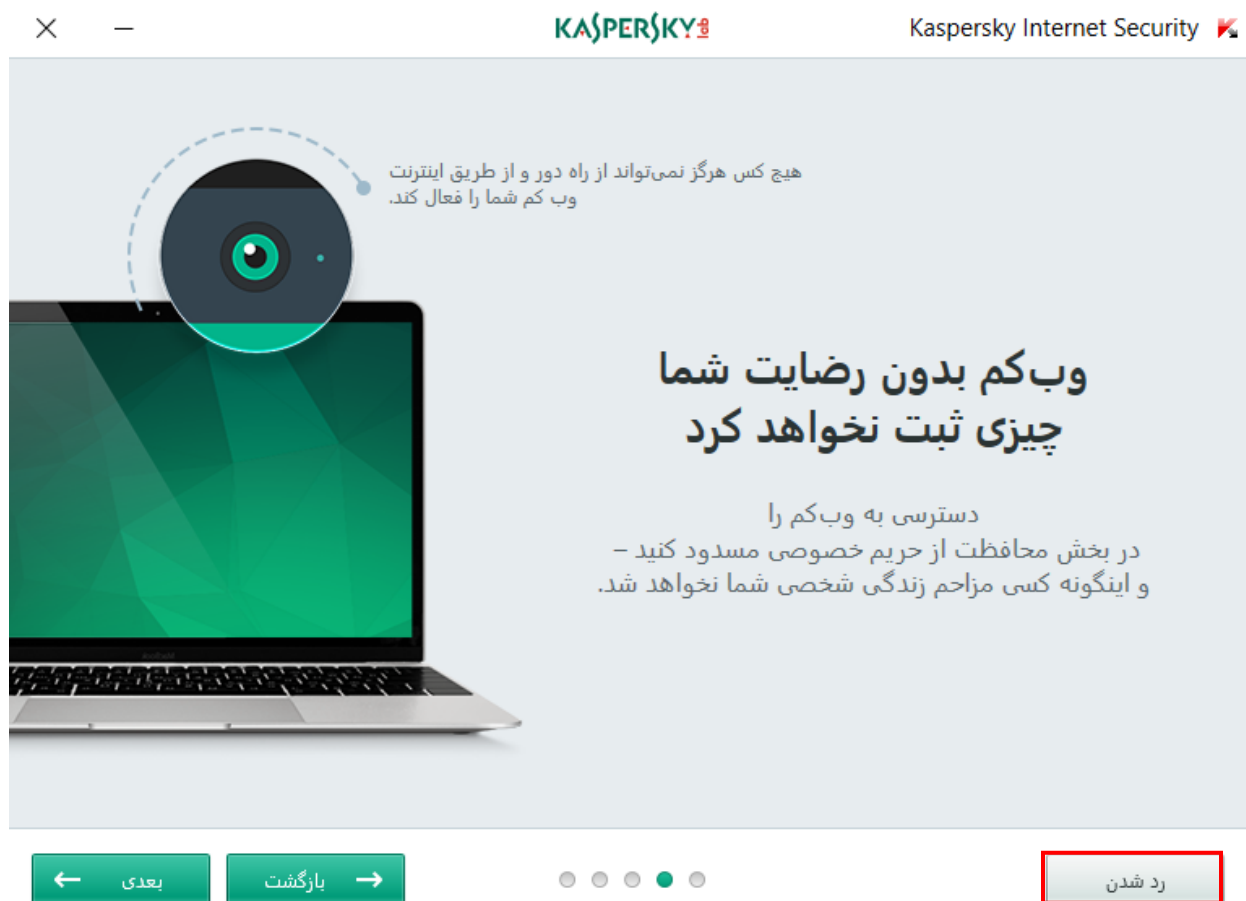 KASPERSKY lab
Kaspersky Internet Security
هیچ کس هرگز نمی‌تواند از راه دور و از طریق اینترنت
وب کم شما را فعال کند.
وب‌کم بدون رضایت شما
چیزی ثبت نخواهد کرد
دسترسی به وب‌کم را
در بخش محافظت از حریم خصوصی مسدود کنید –
و اینگونه کسی مزاحم زندگی شخصی شما نخواهد شد.
رد شدن
بازگشت
بعدی